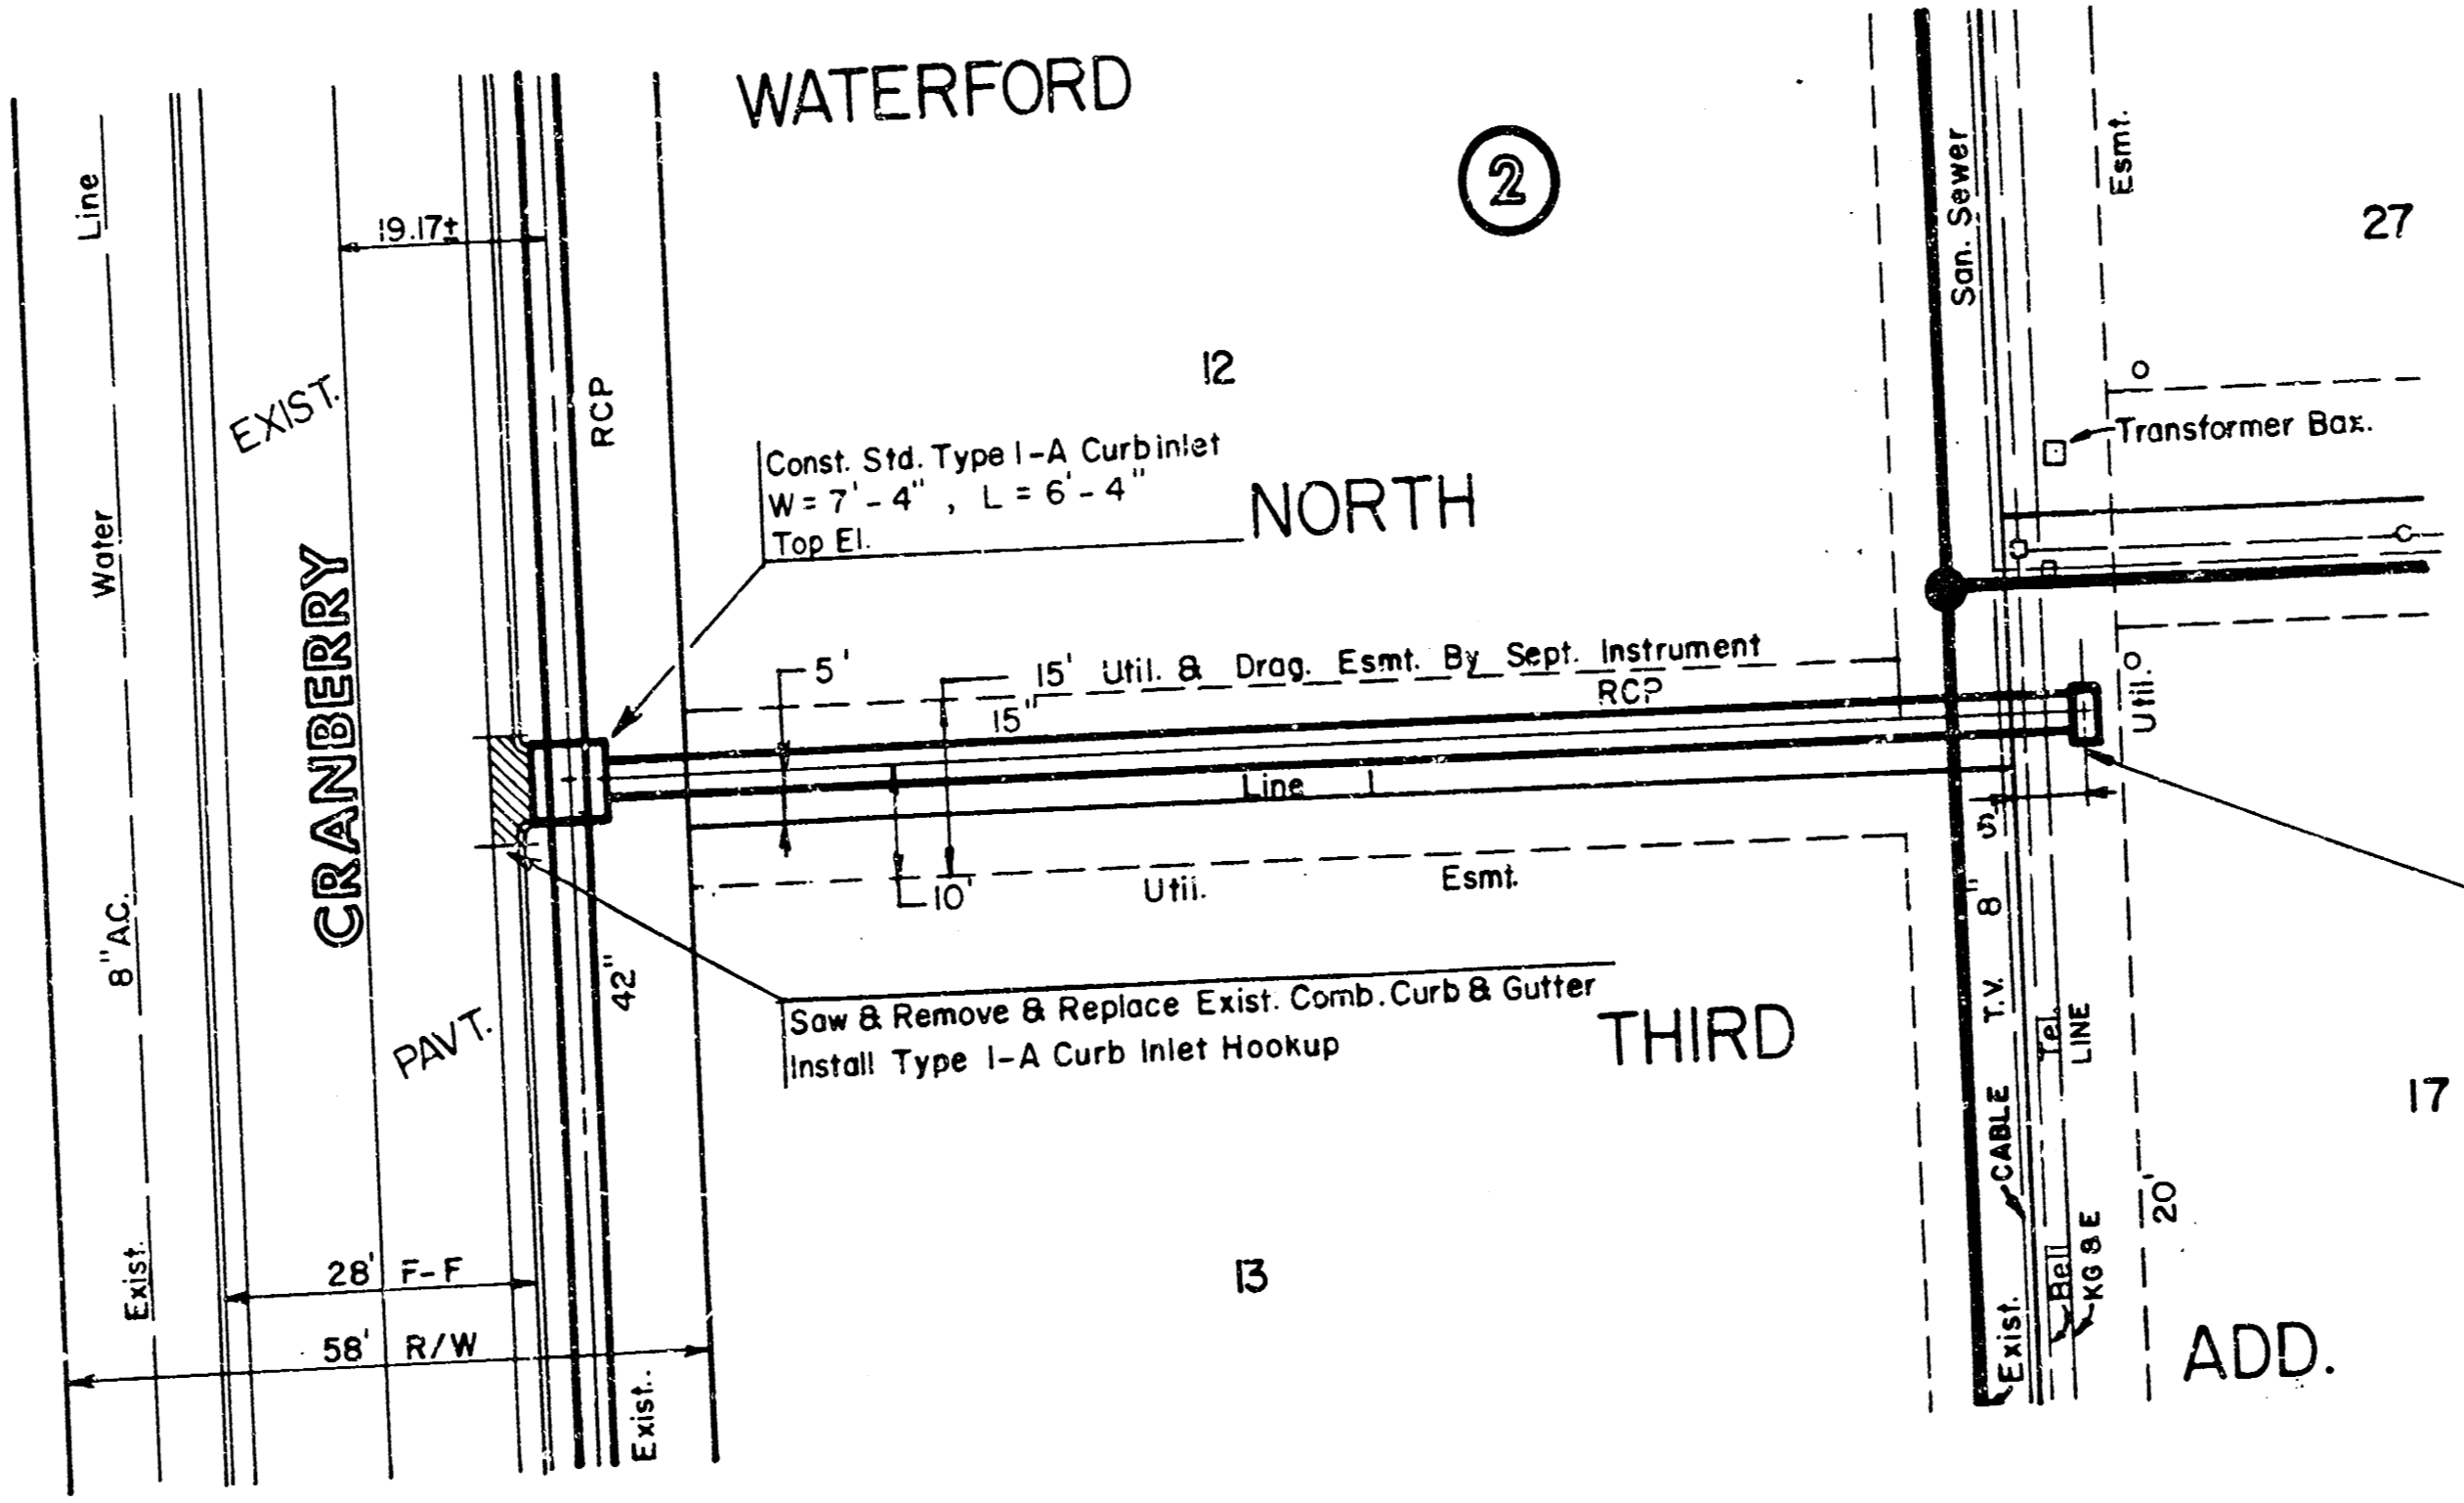 WATERFORD
2
27
Line
Water
8" A.C.
Exist.
19.17±
EXIST.
CRANBERRY
PAVT.
RCP
42"
Exist.
28' F-F
58' R/W
12
Const. Std. Type I-A Curb inlet
W = 7'-4" , L = 6'-4"
Top El.
NORTH
San. Sewer
Esmt.
Transformer Box.
5'
15' Util. & Drag. Esmt. By Sept. Instrument
15" RCP
Line 1
10'
Util. Esmt.
Util.
5'
8"
Saw & Remove & Replace Exist. Comb. Curb & Gutter
Install Type I-A Curb Inlet Hookup
THIRD
17
13
T.V.
CABLE
Exist.
Tel.
Bell
LINE
KG & E
20'
ADD.